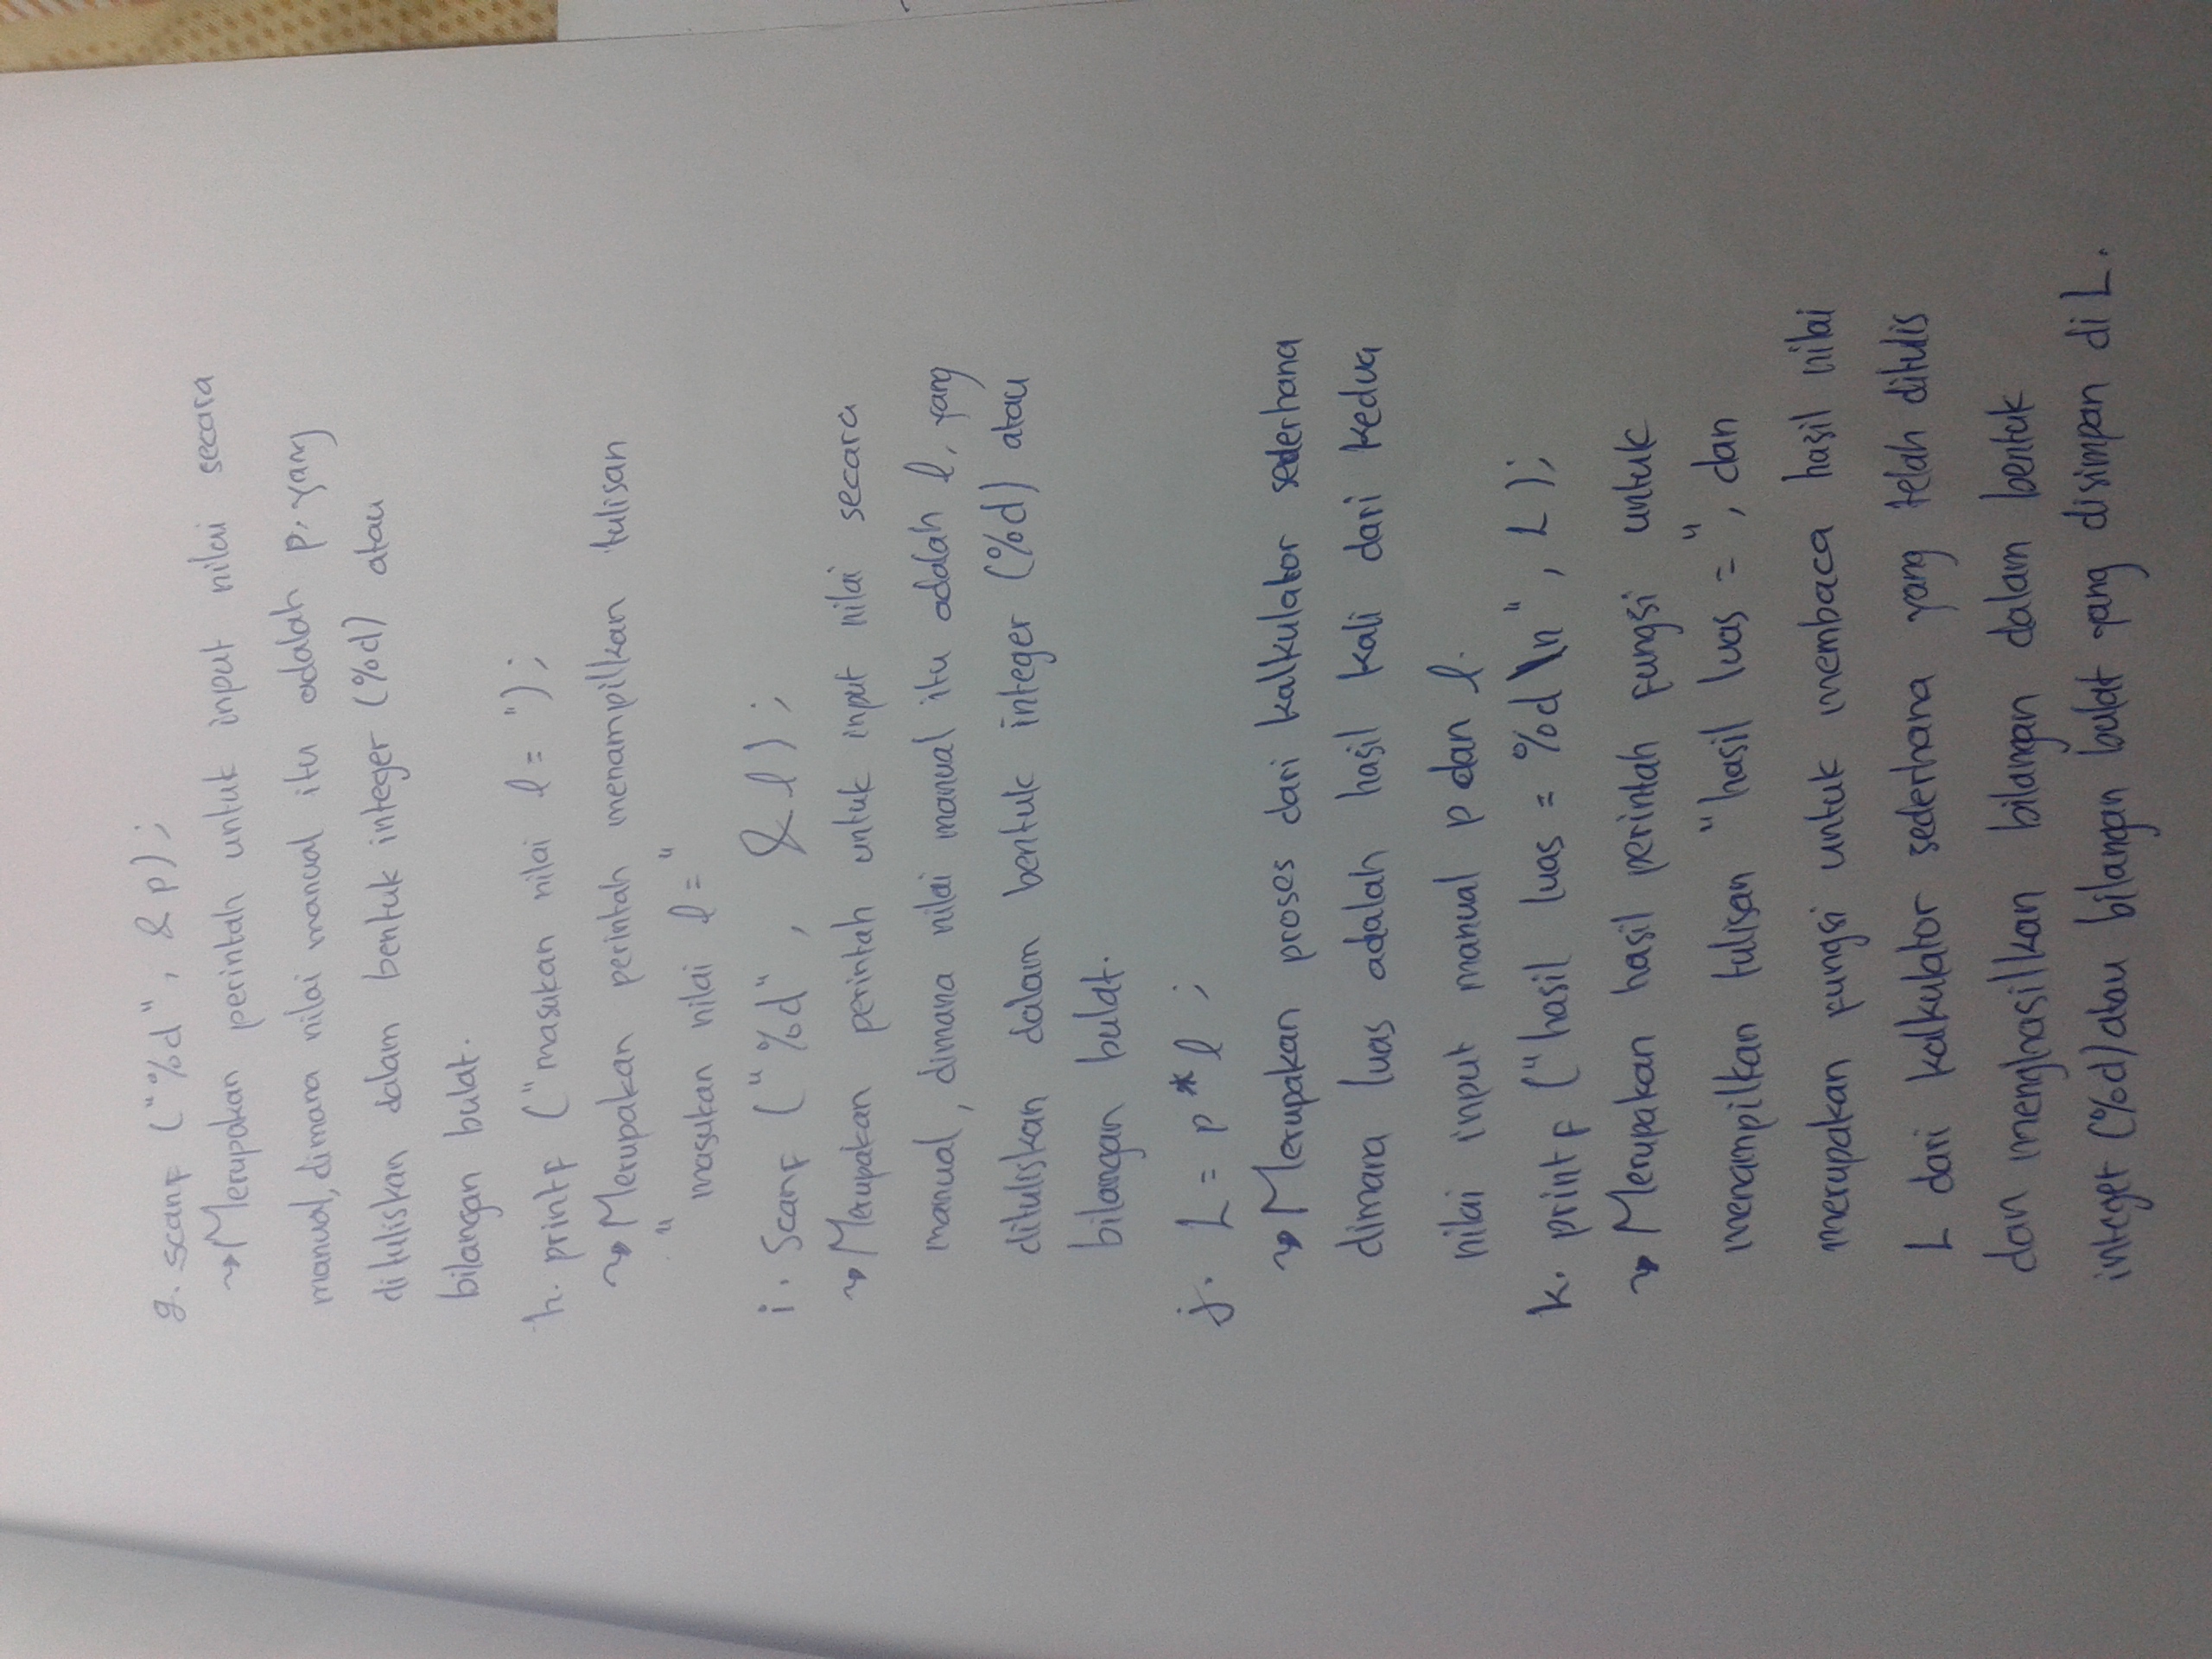 g. scanf ("%d", &p);
↝Merupakan perintah untuk input nilai secara
manual, dimana nilai manual itu adalah p, yang
dituliskan dalam bentuk integer (%d) atau
bilangan bulat.
h. printf ("masukan nilai l = ");
↝ Merupakan perintah menampilkan tulisan
"masukan nilai l = "
i. Scanf ("%d", &l);
↝ Merupakan perintah untuk input nilai secara
manual, dimana nilai manual itu adalah l, yang
dituliskan dalam bentuk integer (%d) atau
bilangan bulat.
j. L = p * l ;
↝ Merupakan proses dari kalkulator sederhana
dimana luas adalah hasil kali dari kedua
nilai input manual p dan l.
k. printf ("hasil luas = %d \n", L);
↝ Merupakan hasil perintah fungsi untuk
menampilkan tulisan "hasil luas = ", dan
merupakan fungsi untuk membaca hasil nilai
L dari kalkulator sederhana yang telah ditulis
dan menghasilkan bilangan dalam bentuk
integer (%d) atau bilangan bulat yang disimpan di L.